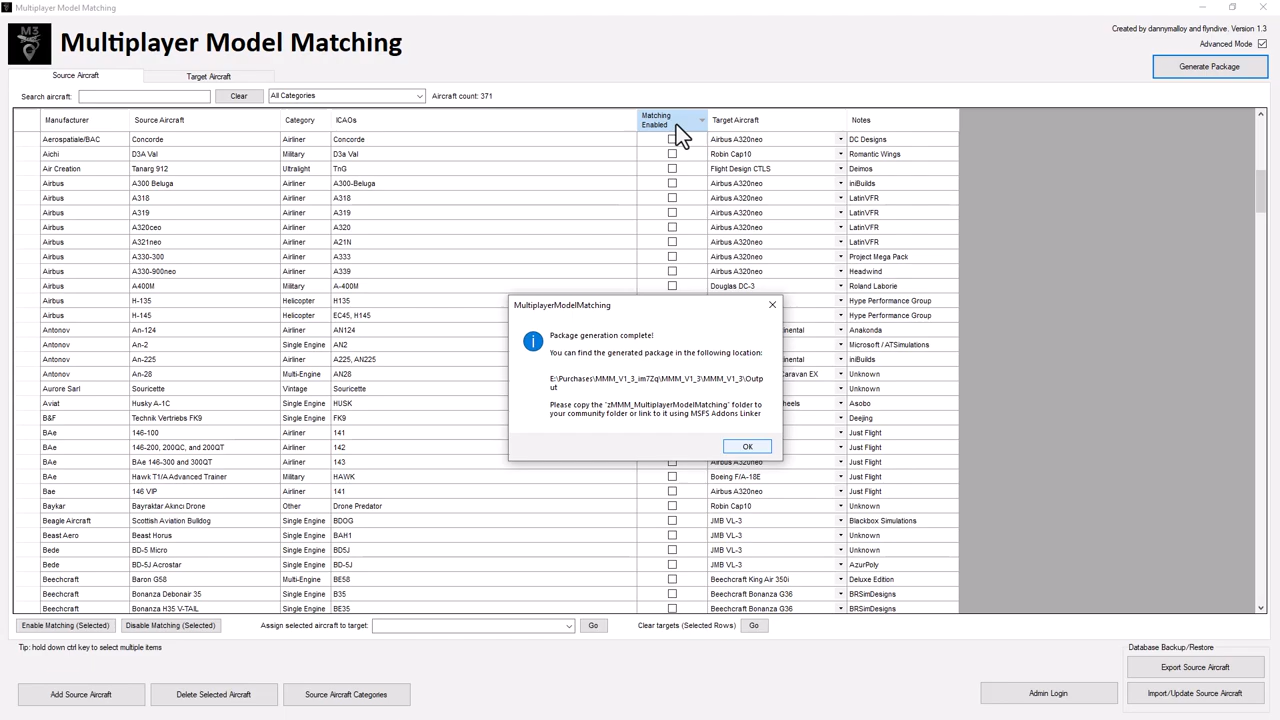 Multiplayer Model Matching
M3
Multiplayer Model Matching
Created by dannymalloy and flyndive. Version 1.3
Advanced Mode
Generate Package
Source Aircraft Target Aircraft
Search aircraft: Clear All Categories Aircraft count: 371
Manufacturer Source Aircraft Category ICAOs Matching Enabled Target Aircraft Notes
Aerospatiale/BAC Concorde Airliner Concorde Airbus A320neo DC Designs
Aichi D3A Val Military D3a Val Robin Cap10 Romantic Wings
Air Creation Tanarg 912 Ultralight TnG Flight Design CTLS Deimos
Airbus A300 Beluga Airliner A300-Beluga Airbus A320neo iniBuilds
Airbus A318 Airliner A318 Airbus A320neo LatinVFR
Airbus A319 Airliner A319 Airbus A320neo LatinVFR
Airbus A320ceo Airliner A320 Airbus A320neo LatinVFR
Airbus A321neo Airliner A21N Airbus A320neo LatinVFR
Airbus A330-300 Airliner A333 Airbus A320neo Project Mega Pack
Airbus A330-900neo Airliner A339 Airbus A320neo Headwind
Airbus A400M Military A-400M Douglas DC-3 Roland Laborie
Airbus H-135 Helicopter H135 Hype Performance Group
Airbus H-145 Helicopter EC45, H145 Hype Performance Group
Antonov An-124 Airliner AN124 inental Anakonda
Antonov An-2 Single Engine AN2 Microsoft / ATSimulations
Antonov An-225 Airliner A225, AN225 inental iniBuilds
Antonov An-28 Multi-Engine AN28 Caravan EX Unknown
Aurore Sarl Souricette Vintage Souricette Unknown
Aviat Husky Single Engine HUSK heels Asobo
B&F Technk Vertriebs FK9 Single Engine FK9 Deejing
BAe 146-100 Airliner 141 Just Flight
BAe 146-200, 200QC, and 200QT Airliner 142 Just Flight
BAe BAe 146-300 and 300QT Airliner 143 Airbus A320neo Just Flight
BAe Hawk T1/A Advanced Trainer Military HAWK Boeing F/A-18E Just Flight
Bae 146 VIP Airliner 141 Airbus A320neo Just Flight
Baykar Bayraktar Akıncı Drone Other Drone Predator Robin Cap10 Unknown
Beagle Aircraft Scottish Aviation Bulldog Single Engine BDOG JMB VL-3 Blackbox Simulations
Beast Aero Beast Horus Single Engine BAH1 JMB VL-3 Unknown
Bede BD-5 Micro Single Engine BD5J JMB VL-3 Unknown
Bede BD-5J Acrostar Single Engine BD-5J JMB VL-3 AzurPoly
Beechcraft Baron G58 Multi-Engine BE58 Beechcraft King Air 350i Deluxe Edition
Beechcraft Bonanza Debonair 35 Single Engine B35 Beechcraft Bonanza G36 BRSimDesigns
Beechcraft Bonanza H35 V-TAIL Single Engine BE35 Beechcraft Bonanza G36 BRSimDesigns
MultiplayerModelMatching
Package generation complete!
You can find the generated package in the following location:
E:\Purchases\MMM_V1_3_im7Zq\MMM_V1_3\MMM_V1_3\Outp
ut
Please copy the 'zMMM_MultiplayerModelMatching' folder to
your community folder or link to it using MSFS Addons Linker
OK
Enable Matching (Selected) Disable Matching (Selected) Assign selected aircraft to target: Go Clear targets (Selected Rows) Go
Tip: hold down ctrl key to select multiple items
Database Backup/Restore
Export Source Aircraft
Add Source Aircraft Delete Selected Aircraft Source Aircraft Categories Admin Login Import/Update Source Aircraft